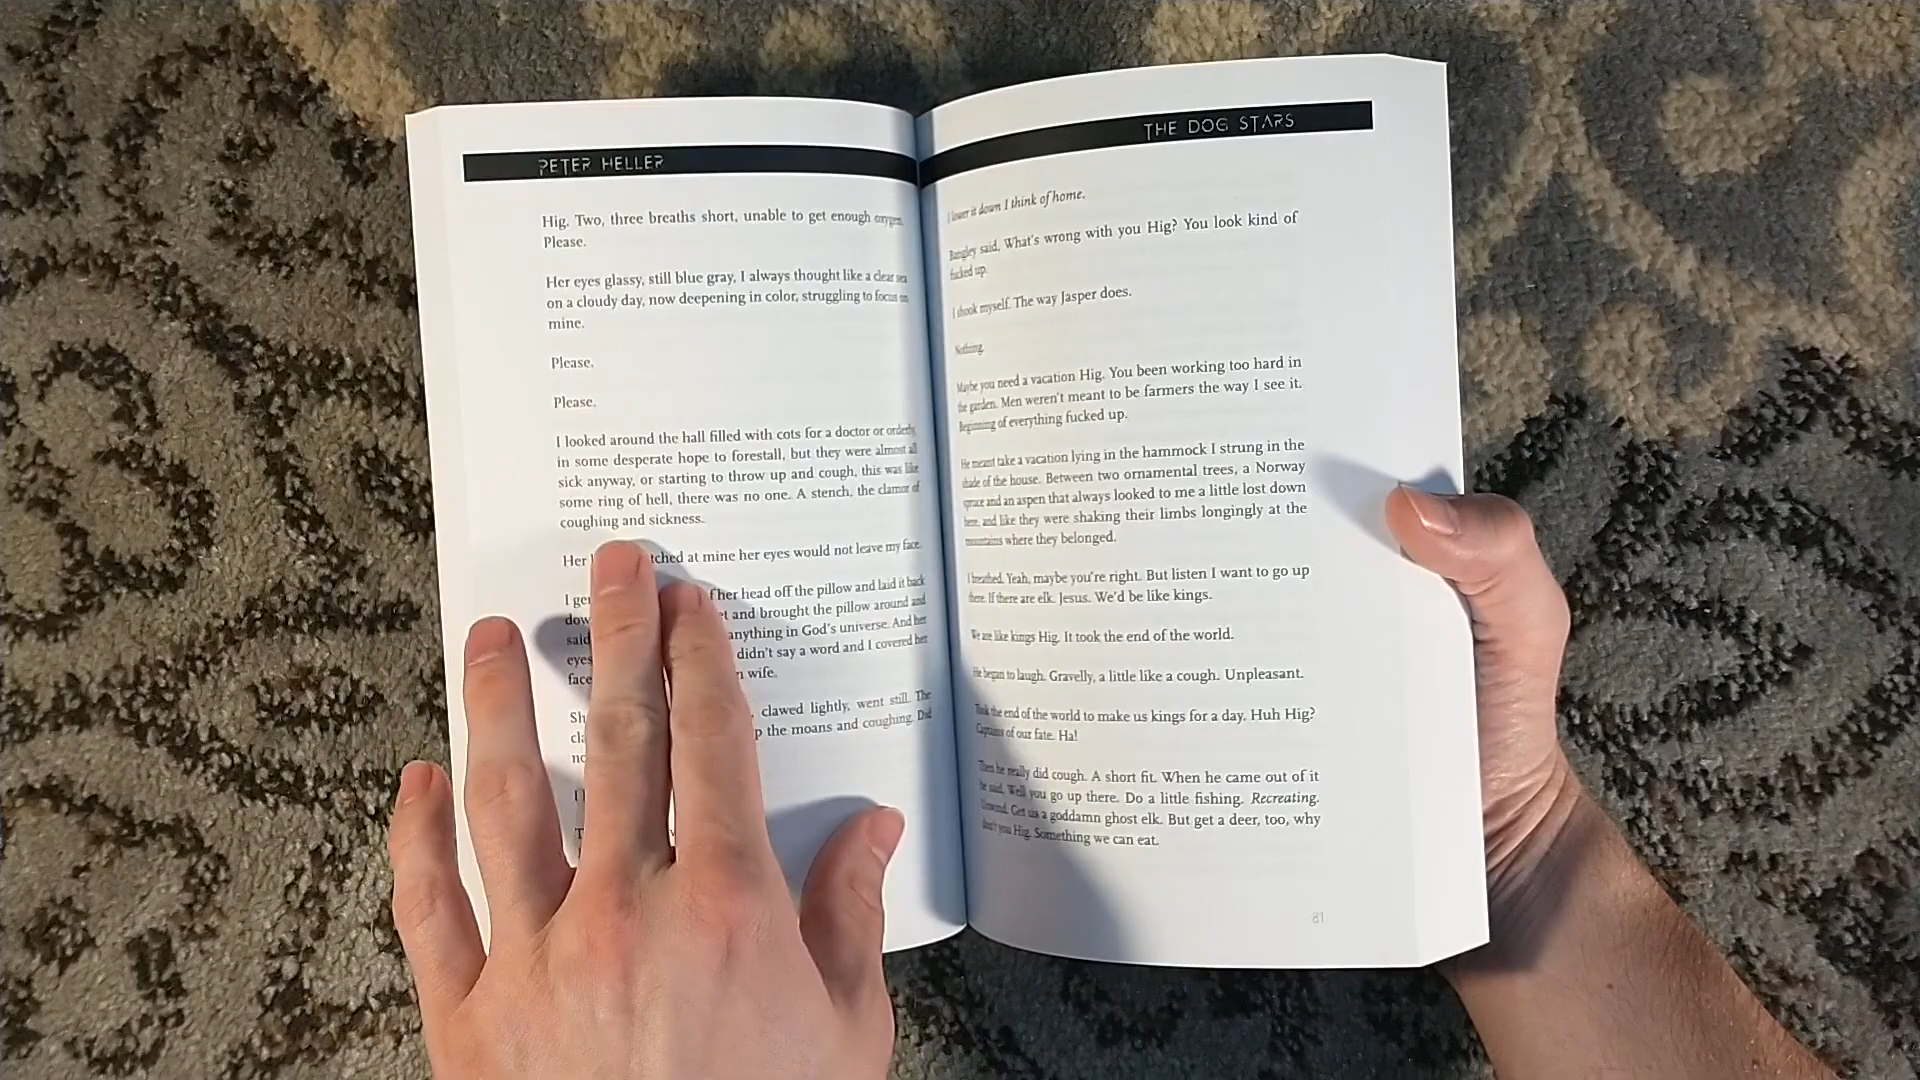 PETER HELLER
Hig. Two, three breaths short, unable to get enough oxygen.
Please.
Her eyes glassy, still blue gray, I always thought like a clear sea
on a cloudy day, now deepening in color, struggling to focus on
mine.
Please.
Please.
I looked around the hall filled with cots for a doctor or orderly,
in some desperate hope to forestall, but they were almost all
sick anyway, or starting to throw up and cough, this was like
some ring of hell, there was no one. A stench, the clamor of
coughing and sickness.
Her tched at mine her eyes would not leave my face.
I ge f her head off the pillow and laid it back
dow t and brought the pillow around and
said anything in God's universe. And her
eyes didn't say a word and I covered her
face wife.
Sh , clawed lightly, went still. The
cla p the moans and coughing. Did
no
I
T
THE DOG STARS
I lower it down I think of home.
Bangley said, What's wrong with you Hig? You look kind of
fucked up.
I shook myself. The way Jasper does.
Nothing.
Maybe you need a vacation Hig. You been working too hard in
the garden. Men weren't meant to be farmers the way I see it.
Beginning of everything fucked up.
He meant take a vacation lying in the hammock I strung in the
shade of the house. Between two ornamental trees, a Norway
spruce and an aspen that always looked to me a little lost down
here, and like they were shaking their limbs longingly at the
mountains where they belonged.
I breathed. Yeah, maybe you're right. But listen I want to go up
there. If there are elk. Jesus. We'd be like kings.
We are like kings Hig. It took the end of the world.
He began to laugh. Gravelly, a little like a cough. Unpleasant.
Took the end of the world to make us kings for a day. Huh Hig?
Captains of our fate. Ha!
Then he really did cough. A short fit. When he came out of it
he said, Well you go up there. Do a little fishing. Recreating.
Unwind. Get us a goddamn ghost elk. But get a deer, too, why
don't you Hig. Something we can eat.
81